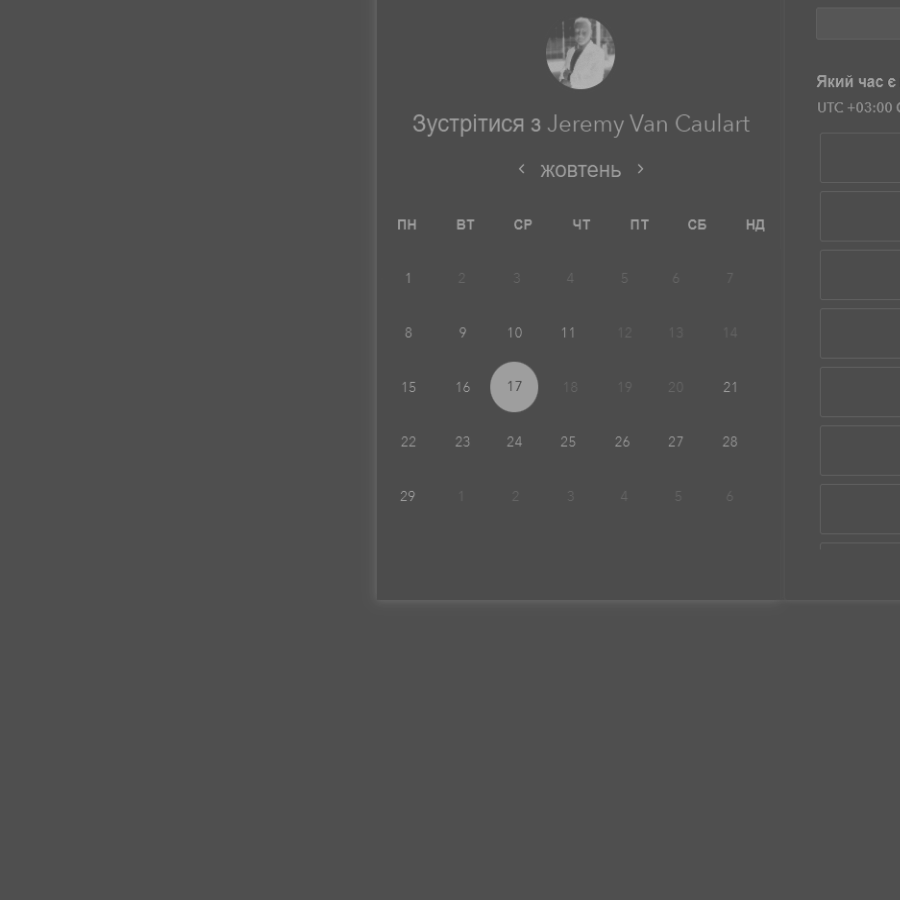 Зустрітися з Jeremy Van Caulart
жовтень
ПН ВТ СР ЧТ ПТ СБ НД
1 2 3 4 5 6 7
8 9 10 11 12 13 14
15 16 17 18 19 20 21
22 23 24 25 26 27 28
29 1 2 3 4 5 6
Який час є
UTC +03:00